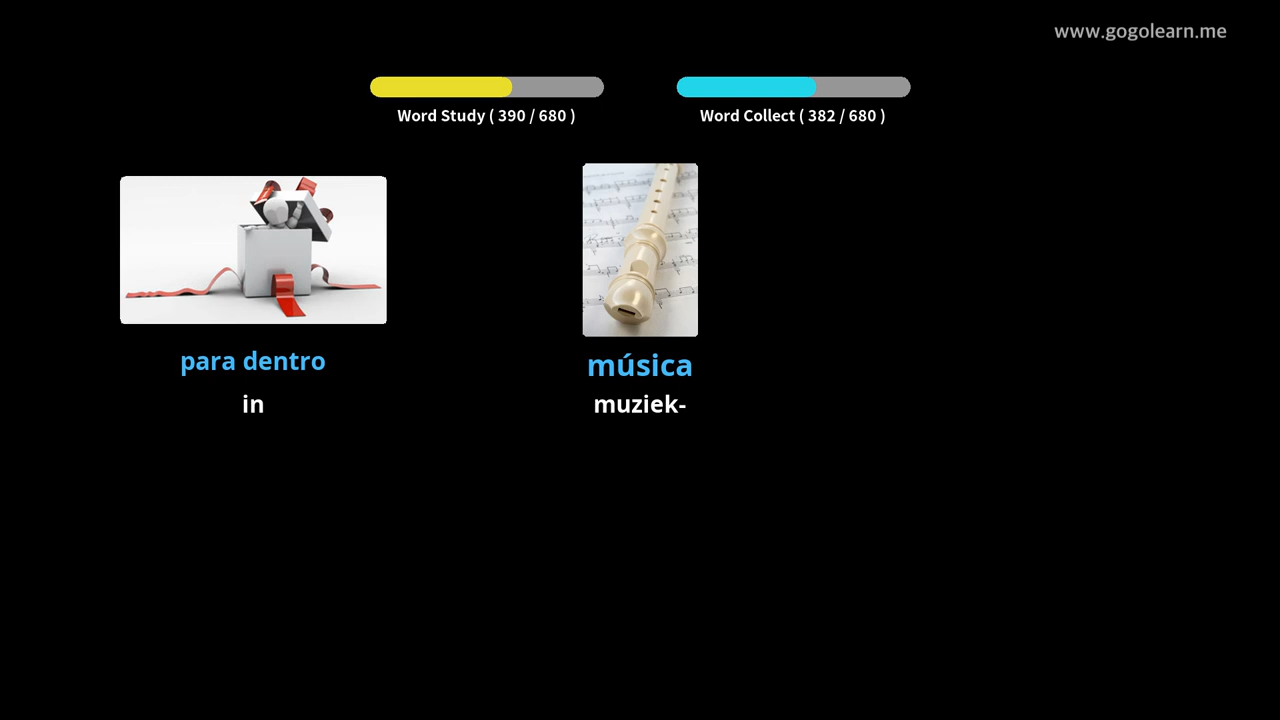 www.gogolearn.me
Word Study ( 390 / 680 )
Word Collect ( 382 / 680 )
para dentro
in
música
muziek-